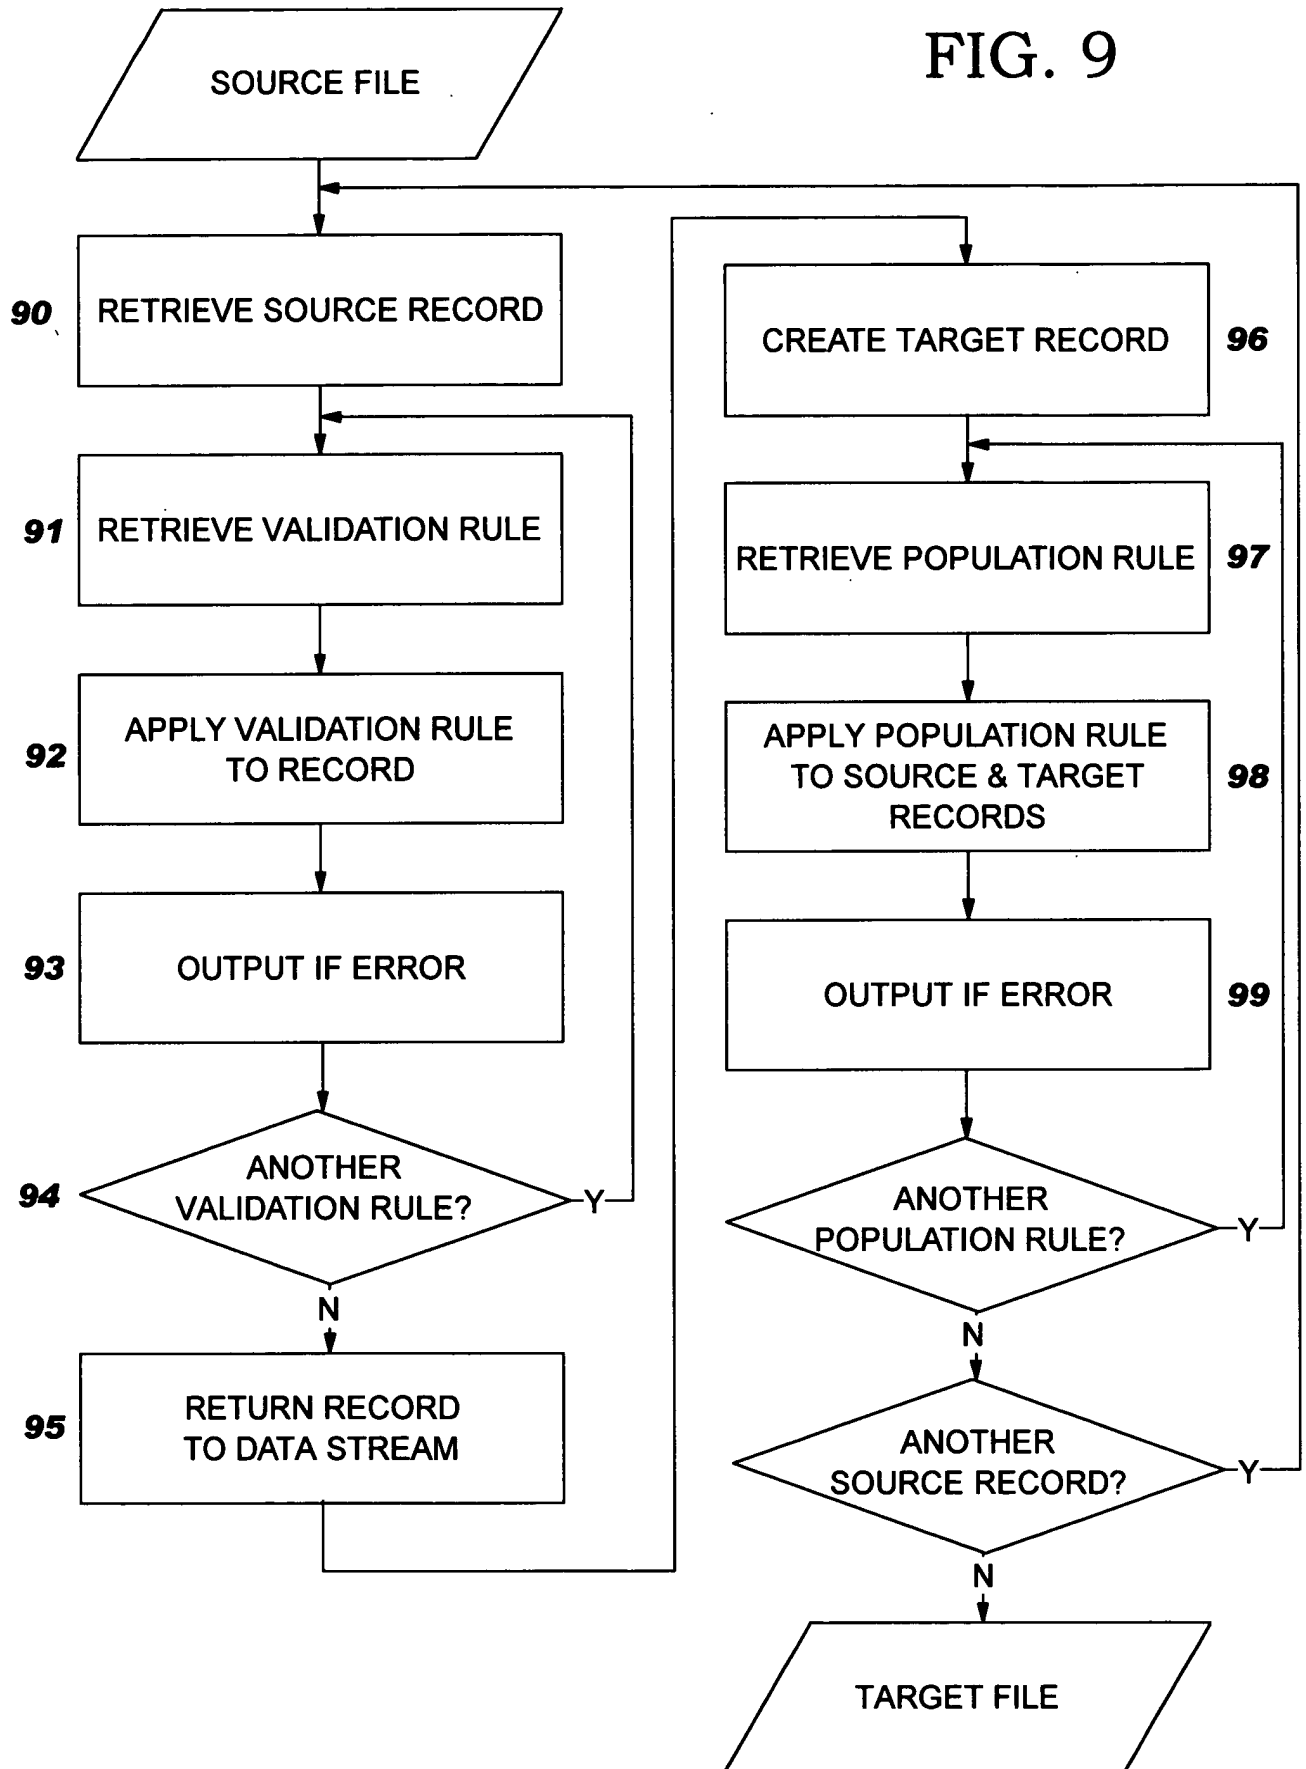 FIG. 9
SOURCE FILE
90
RETRIEVE SOURCE RECORD
91
RETRIEVE VALIDATION RULE
92
APPLY VALIDATION RULE
TO RECORD
93
OUTPUT IF ERROR
94
ANOTHER
VALIDATION RULE?
Y
N
95
RETURN RECORD
TO DATA STREAM
CREATE TARGET RECORD
96
RETRIEVE POPULATION RULE
97
APPLY POPULATION RULE
TO SOURCE & TARGET
RECORDS
98
OUTPUT IF ERROR
99
ANOTHER
POPULATION RULE?
Y
N
ANOTHER
SOURCE RECORD?
Y
N
TARGET FILE